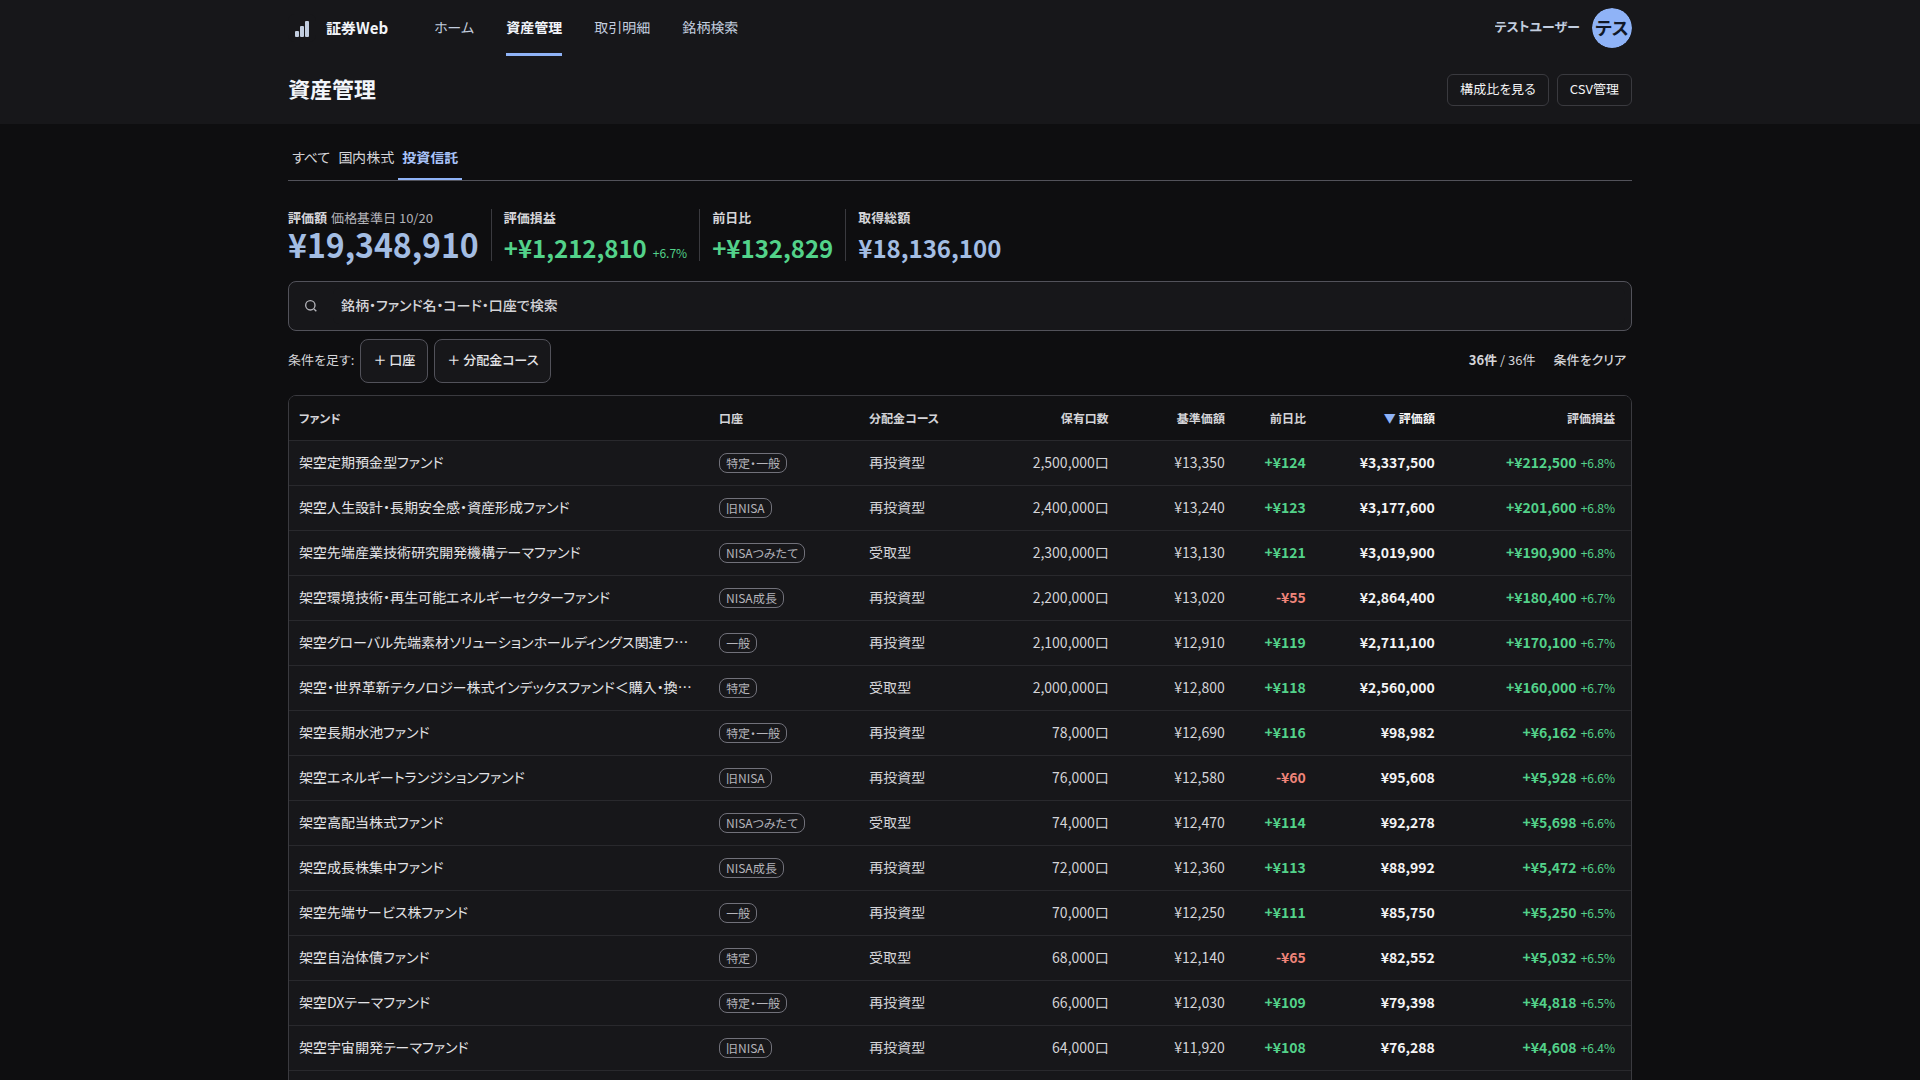 証券Web ホーム 資産管理 取引明細 銘柄検索 テストユーザー テス
資産管理 構成比を見る CSV管理
すべて 国内株式 投資信託
評価額 価格基準日 10/20 評価損益 前日比 取得総額
¥19,348,910 +¥1,212,810 +6.7% +¥132,829 ¥18,136,100
銘柄・ファンド名・コード・口座で検索
条件を足す: ＋ 口座 ＋ 分配金コース 36件 / 36件 条件をクリア
ファンド 口座 分配金コース 保有口数 基準価額 前日比 ▼ 評価額 評価損益
架空定期預金型ファンド 特定・一般 再投資型 2,500,000口 ¥13,350 +¥124 ¥3,337,500 +¥212,500 +6.8%
架空人生設計・長期安全感・資産形成ファンド 旧NISA 再投資型 2,400,000口 ¥13,240 +¥123 ¥3,177,600 +¥201,600 +6.8%
架空先端産業技術研究開発機構テーマファンド NISAつみたて 受取型 2,300,000口 ¥13,130 +¥121 ¥3,019,900 +¥190,900 +6.8%
架空環境技術・再生可能エネルギーセクターファンド NISA成長 再投資型 2,200,000口 ¥13,020 -¥55 ¥2,864,400 +¥180,400 +6.7%
架空グローバル先端素材ソリューションホールディングス関連フ… 一般 再投資型 2,100,000口 ¥12,910 +¥119 ¥2,711,100 +¥170,100 +6.7%
架空・世界革新テクノロジー株式インデックスファンド＜購入・換… 特定 受取型 2,000,000口 ¥12,800 +¥118 ¥2,560,000 +¥160,000 +6.7%
架空長期水池ファンド 特定・一般 再投資型 78,000口 ¥12,690 +¥116 ¥98,982 +¥6,162 +6.6%
架空エネルギートランジションファンド 旧NISA 再投資型 76,000口 ¥12,580 -¥60 ¥95,608 +¥5,928 +6.6%
架空高配当株式ファンド NISAつみたて 受取型 74,000口 ¥12,470 +¥114 ¥92,278 +¥5,698 +6.6%
架空成長株集中ファンド NISA成長 再投資型 72,000口 ¥12,360 +¥113 ¥88,992 +¥5,472 +6.6%
架空先端サービス株ファンド 一般 再投資型 70,000口 ¥12,250 +¥111 ¥85,750 +¥5,250 +6.5%
架空自治体債ファンド 特定 受取型 68,000口 ¥12,140 -¥65 ¥82,552 +¥5,032 +6.5%
架空DXテーマファンド 特定・一般 再投資型 66,000口 ¥12,030 +¥109 ¥79,398 +¥4,818 +6.5%
架空宇宙開発テーマファンド 旧NISA 再投資型 64,000口 ¥11,920 +¥108 ¥76,288 +¥4,608 +6.4%